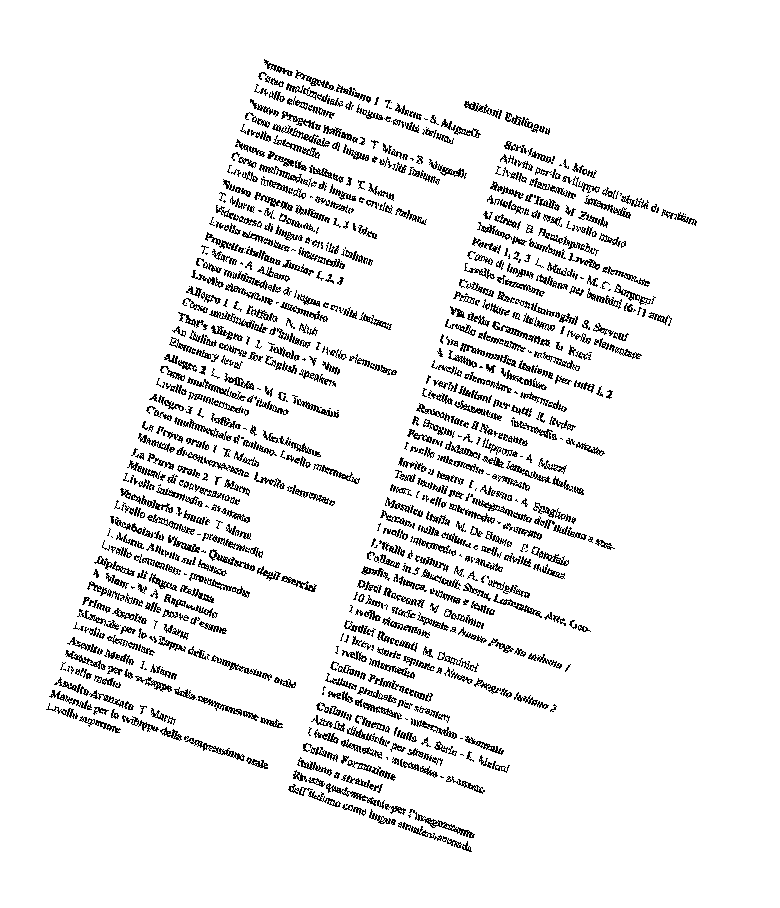 edizioni Edilingua
Nuovo Progetto italiano 1 T. Marin - S. Magnelli
Corso multimediale di lingua e civiltà italiana
Livello elementare
Nuovo Progetto italiano 2 T. Marin - S. Magnelli
Corso multimediale di lingua e civiltà italiana
Livello intermedio
Nuovo Progetto italiano 3 T. Marin
Corso multimediale di lingua e civiltà italiana
Livello intermedio - avanzato
Nuovo Progetto italiano 1, 2 Video
T. Marin - M. Dominici
Videocorso di lingua e civiltà italiana
Livello elementare - intermedio
Progetto italiano Junior 1, 2, 3
T. Marin - A. Albano
Corso multimediale di lingua e civiltà italiana
Livello elementare - intermedio
Allegro 1 L. Toffolo - N. Nuti
Corso multimediale d'italiano. Livello elementare
That's Allegro 1 L. Toffolo - N. Nuti
An Italian course for English speakers
Elementary level
Allegro 2 L. Toffolo - M. G. Tommasini
Corso multimediale d'italiano
Livello preintermedio
Allegro 3 L. Toffolo - R. Merklinghaus
Corso multimediale d'italiano. Livello intermedio
La Prova orale 1 T. Marin
Manuale di conversazione. Livello elementare
La Prova orale 2 T. Marin
Manuale di conversazione
Livello intermedio - avanzato
Vocabolario Visuale T. Marin
Livello elementare - preintermedio
Vocabolario Visuale - Quaderno degli esercizi
T. Marin. Attività sul lessico
Livello elementare - preintermedio
Diploma di lingua italiana
A. Moni - M. A. Rapacciuolo
Preparazione alle prove d'esame
Primo Ascolto T. Marin
Materiale per lo sviluppo della comprensione orale
Livello elementare
Ascolto Medio T. Marin
Materiale per lo sviluppo della comprensione orale
Livello medio
Ascolto Avanzato T. Marin
Materiale per lo sviluppo della comprensione orale
Livello superiore
Scriviamo! A. Moni
Attività per lo sviluppo dell'abilità di scrittura
Livello elementare - intermedio
Sapore d'Italia M. Zurula
Antologia di testi. Livello medio
Al circo! B. Beutelspacher
Italiano per bambini. Livello elementare
Forte! 1, 2, 3 L. Maddii - M. C. Borgogni
Corso di lingua italiana per bambini (6-11 anni)
Livello elementare
Collana Raccontimmagini S. Servetti
Prime letture in italiano. Livello elementare
Via della Grammatica M. Ricci
Livello elementare - intermedio
Una grammatica italiana per tutti 1, 2
A. Latino - M. Muscolino
Livello elementare - intermedio
I verbi italiani per tutti R. Ryder
Livello elementare - intermedio - avanzato
Raccontare il Novecento
P. Brogini - A. Filippone - A. Muzzi
Percorsi didattici nella letteratura italiana
Livello intermedio - avanzato
Invito a teatro L. Alessio - A. Sgaglione
Testi teatrali per l'insegnamento dell'italiano a stra-
nieri. Livello intermedio - avanzato
Mosaico Italia M. De Biasio - P. Garofalo
Percorsi nella cultura e nella civiltà italiana
Livello intermedio - avanzato
L'Italia è cultura M. A. Cernigliaro
Collana in 5 fascicoli: Storia, Letteratura, Arte, Geo-
grafia, Musica, cinema e teatro
Dieci Racconti M. Dominici
10 brevi storie ispirate a Nuovo Progetto italiano 1
Livello elementare
Undici Racconti M. Dominici
11 brevi storie ispirate a Nuovo Progetto italiano 2
Livello intermedio
Collana Primiracconti
Letture graduate per stranieri
Livello elementare - intermedio - avanzato
Collana Cinema Italia A. Serio - E. Meloni
Attività didattiche per stranieri
Livello elementare - intermedio - avanzato
Collana Formazione
italiano a stranieri
Rivista quadrimestrale per l'insegnamento
dell'italiano come lingua straniera/seconda